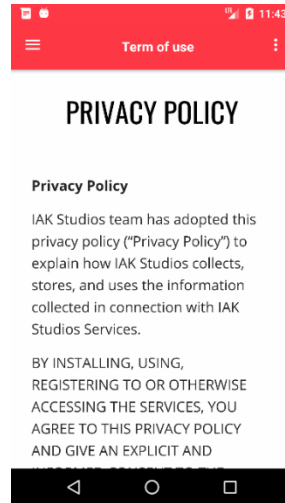 LTE
11:43
Term of use
PRIVACY POLICY
Privacy Policy
IAK Studios team has adopted this
privacy policy (“Privacy Policy”) to
explain how IAK Studios collects,
stores, and uses the information
collected in connection with IAK
Studios Services.
BY INSTALLING, USING,
REGISTERING TO OR OTHERWISE
ACCESSING THE SERVICES, YOU
AGREE TO THIS PRIVACY POLICY
AND GIVE AN EXPLICIT AND